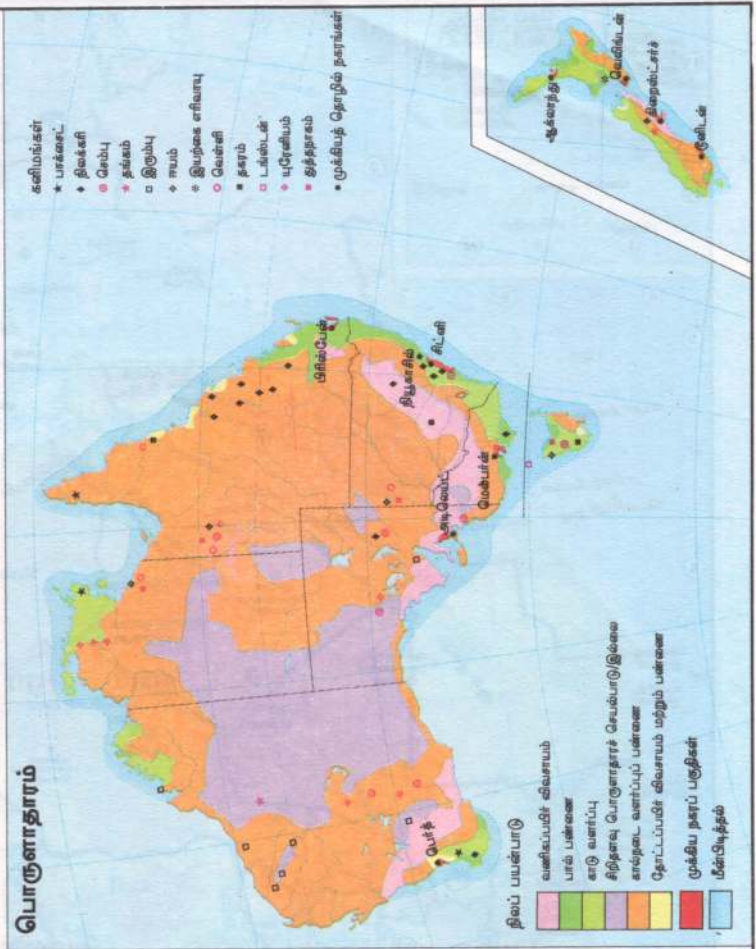 பொருளாதாரம்
கனிமங்கள்
பாக்சைட்
நிலக்கரி
செம்பு
தங்கம்
இரும்பு
ஈயம்
இயற்கை எரிவாயு
வெள்ளி
தகரம்
டங்ஸ்டன்
யுரேனியம்
துத்தநாகம்
முக்கியத் தொழில் நகரங்கள்
ஆக்லாந்து
வெலிங்டன்
கிறைஸ்ட்சர்ச்
டுனிடன்
பிரிஸ்பேன்
நியூகாசில்
சிட்னி
அடிலெய்ட்
மெல்பர்ன்
பெர்த்
நிலப் பயன்பாடு
வணிகப்பயிர் விவசாயம்
பால் பண்ணை
காடு வளர்ப்பு
சிறிதளவு பொருளாதாரச் செயல்பாடு/இல்லை
கால்நடை வளர்ப்புப் பண்ணை
தோட்டப்பயிர் விவசாயம் மற்றும் பண்ணை
முக்கிய நகரப் பகுதிகள்
மீன்பிடித்தல்